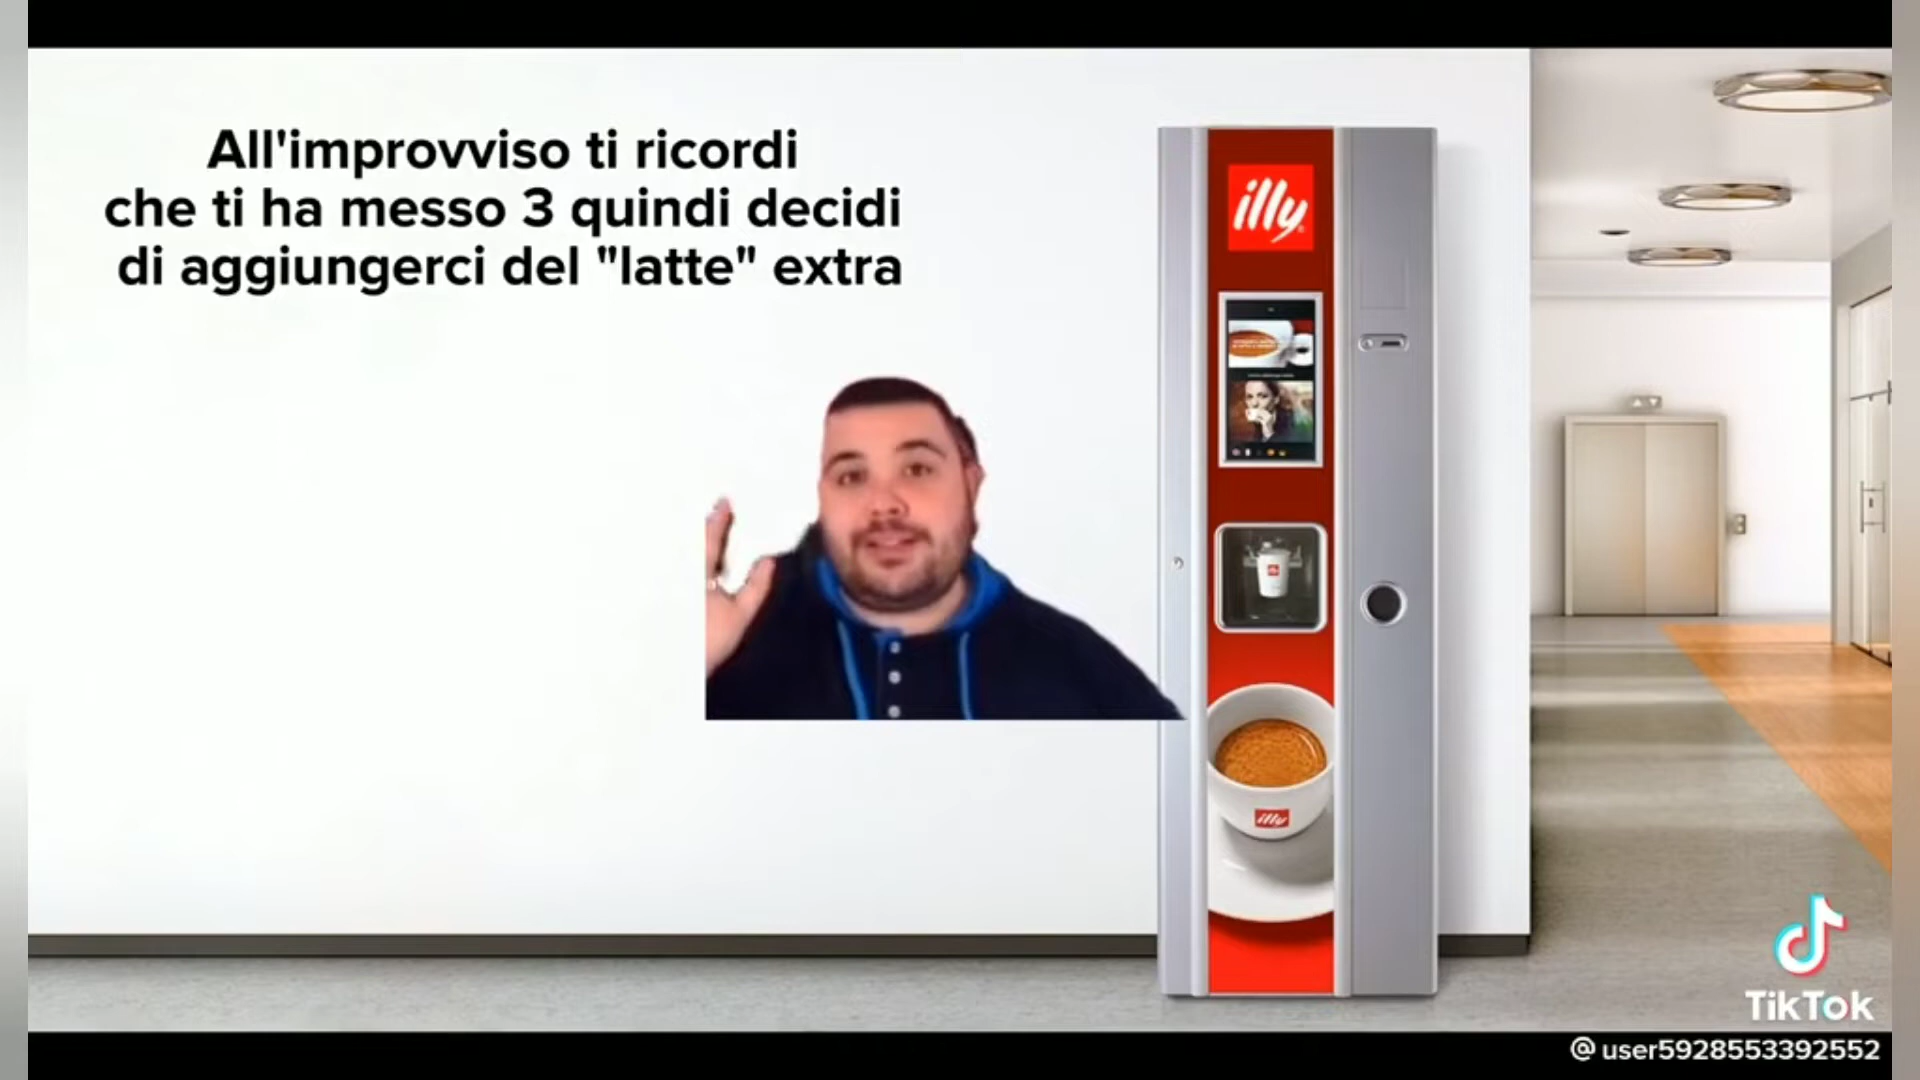 All'improvviso ti ricordi
che ti ha messo 3 quindi decidi
di aggiungerci del "latte" extra
illy
illy
TikTok
@user5928553392552